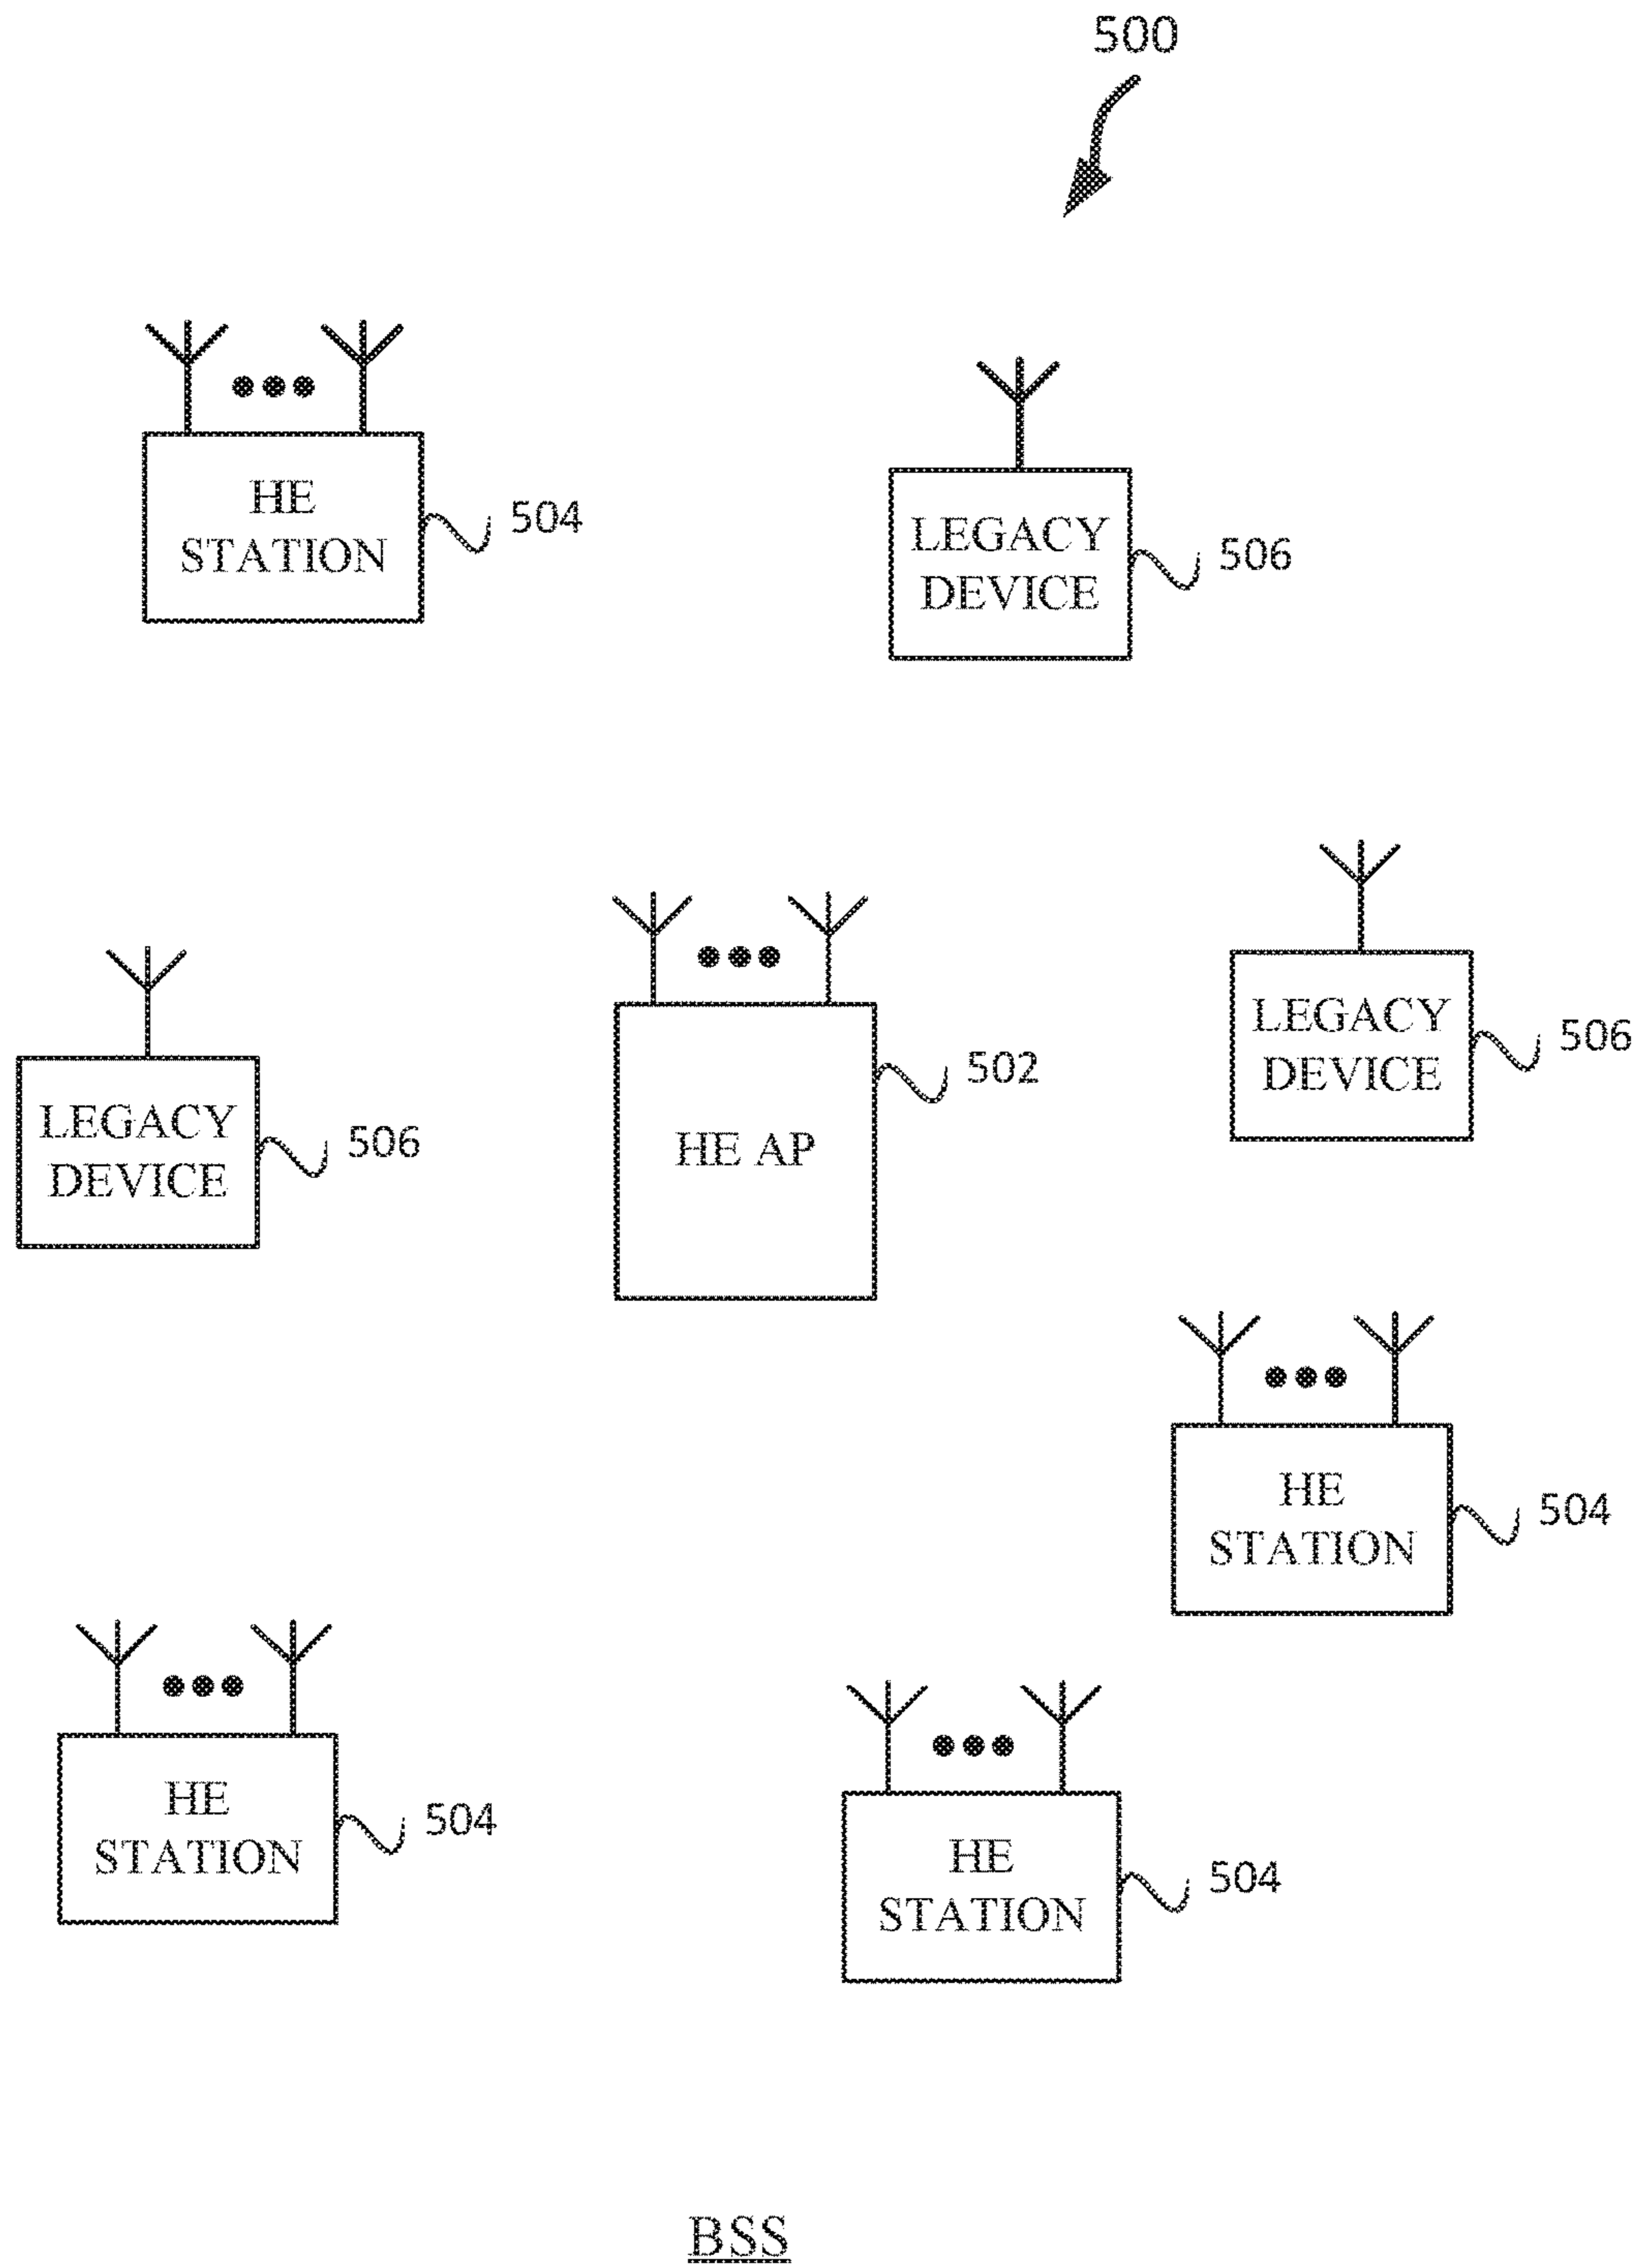 500
HE
STATION
504
LEGACY
DEVICE
506
LEGACY
DEVICE
506
HE AP
502
LEGACY
DEVICE
506
HE
STATION
504
HE
STATION
504
HE
STATION
504
BSS